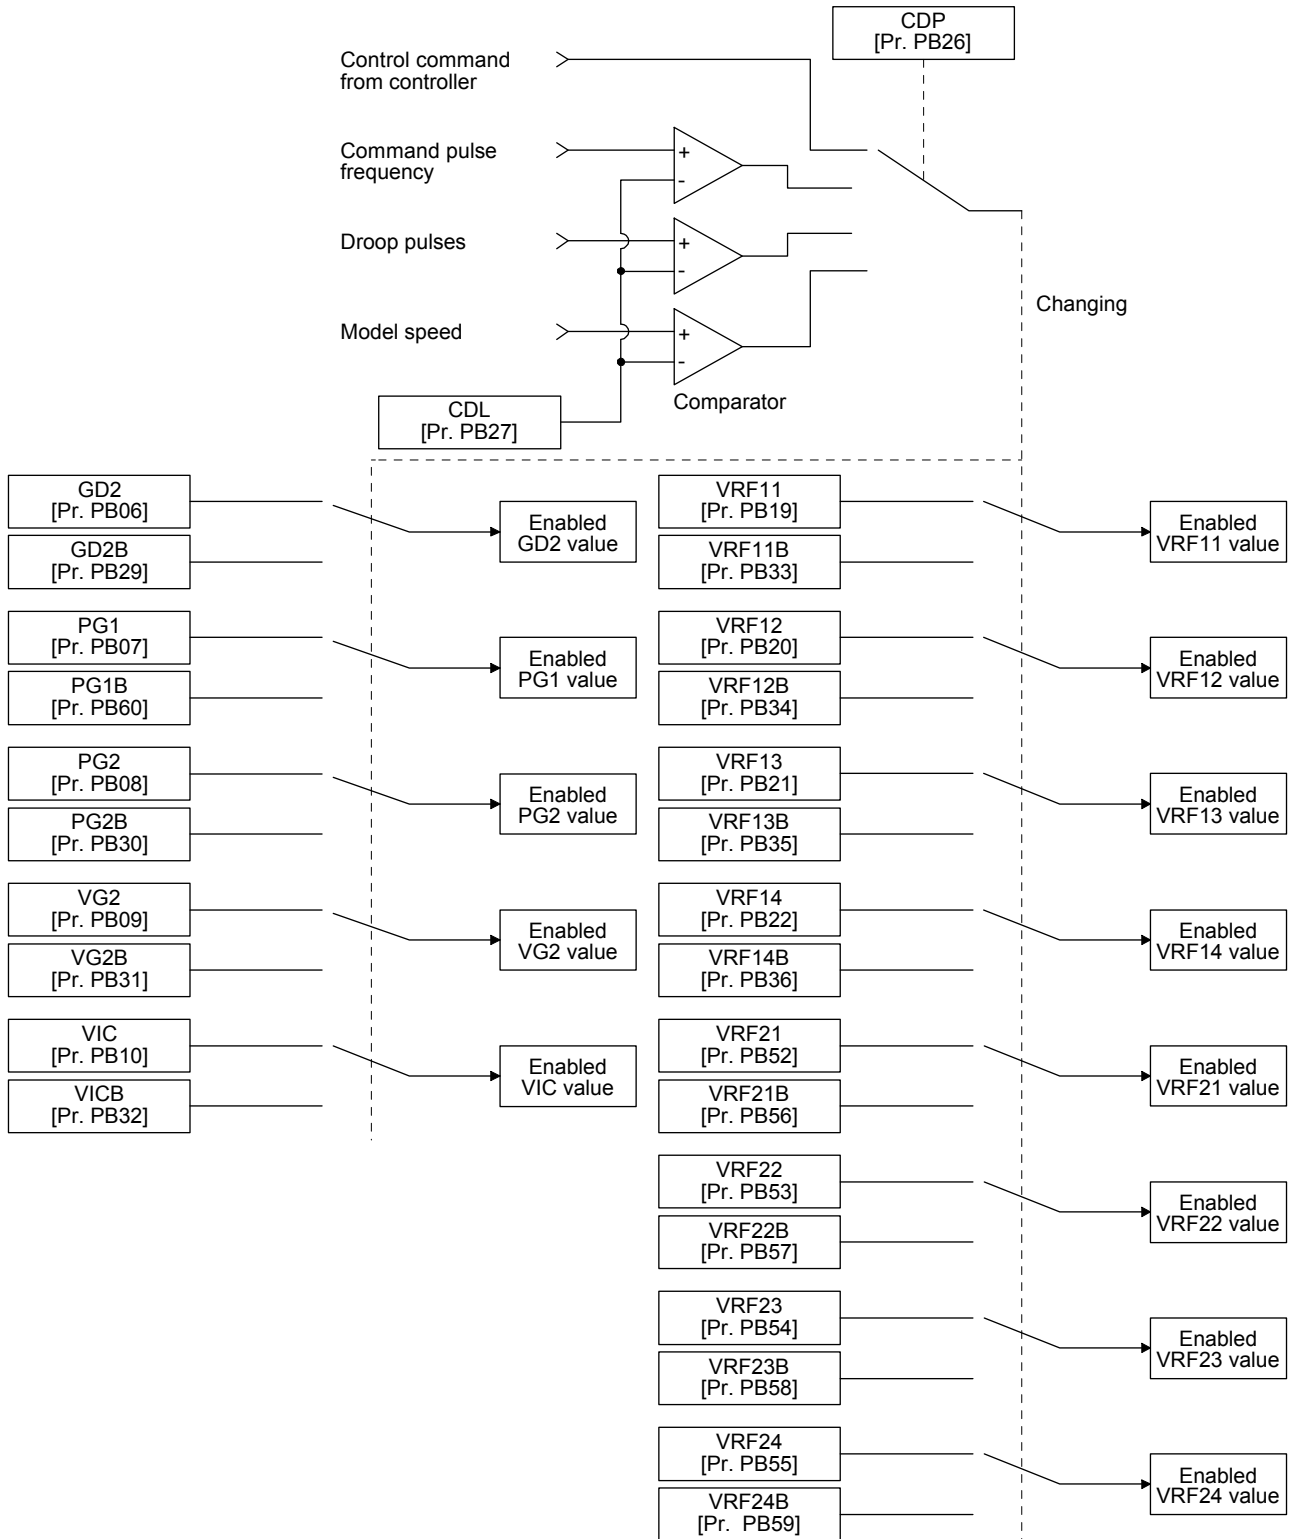 CDP
[Pr. PB26]
Control command
from controller
Command pulse
frequency
+
-
Droop pulses
+
-
Changing
Model speed
+
-
Comparator
CDL
[Pr. PB27]
GD2
[Pr. PB06]
GD2B
[Pr. PB29]
Enabled
GD2 value
PG1
[Pr. PB07]
PG1B
[Pr. PB60]
Enabled
PG1 value
PG2
[Pr. PB08]
PG2B
[Pr. PB30]
Enabled
PG2 value
VG2
[Pr. PB09]
VG2B
[Pr. PB31]
Enabled
VG2 value
VIC
[Pr. PB10]
VICB
[Pr. PB32]
Enabled
VIC value
VRF11
[Pr. PB19]
VRF11B
[Pr. PB33]
Enabled
VRF11 value
VRF12
[Pr. PB20]
VRF12B
[Pr. PB34]
Enabled
VRF12 value
VRF13
[Pr. PB21]
VRF13B
[Pr. PB35]
Enabled
VRF13 value
VRF14
[Pr. PB22]
VRF14B
[Pr. PB36]
Enabled
VRF14 value
VRF21
[Pr. PB52]
VRF21B
[Pr. PB56]
Enabled
VRF21 value
VRF22
[Pr. PB53]
VRF22B
[Pr. PB57]
Enabled
VRF22 value
VRF23
[Pr. PB54]
VRF23B
[Pr. PB58]
Enabled
VRF23 value
VRF24
[Pr. PB55]
VRF24B
[Pr. PB59]
Enabled
VRF24 value